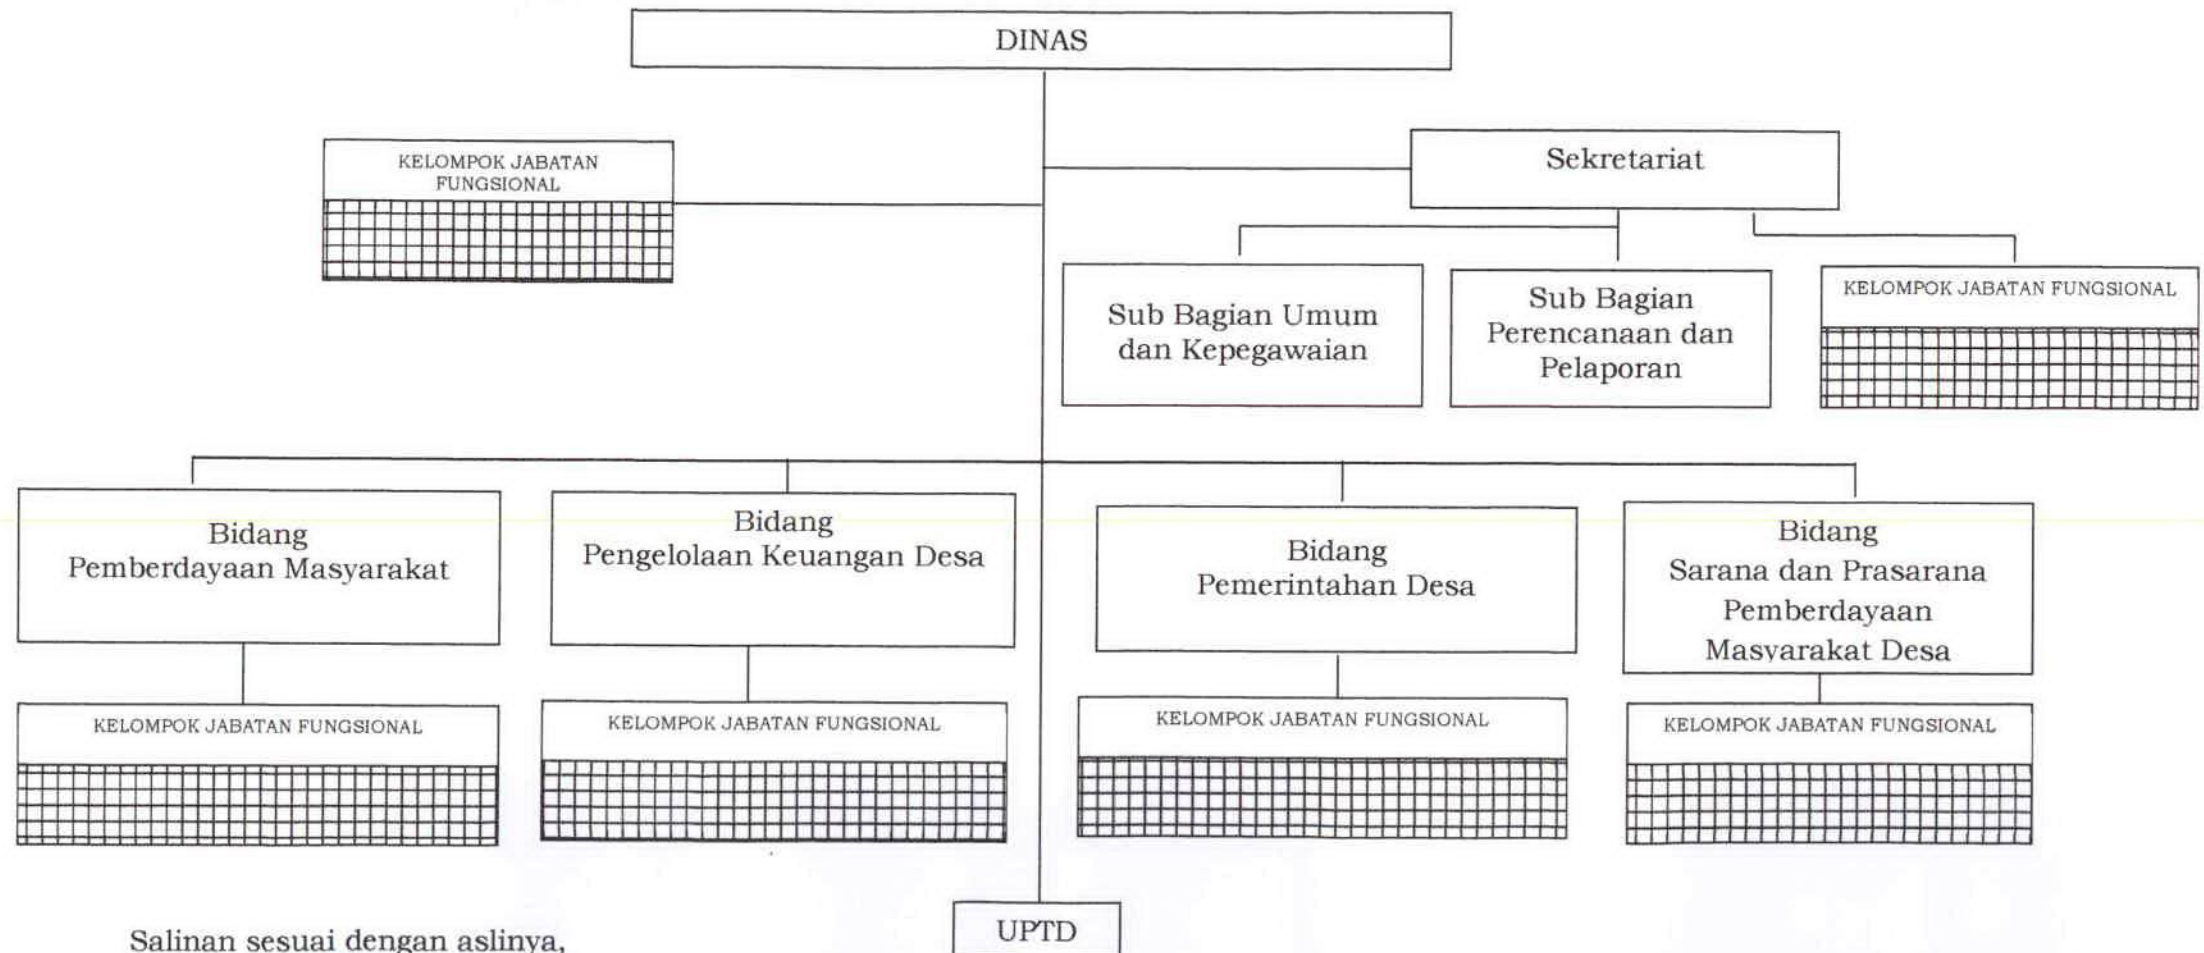 DINAS
KELOMPOK JABATAN
FUNGSIONAL
Sekretariat
Sub Bagian Umum
dan Kepegawaian
Sub Bagian
Perencanaan dan
Pelaporan
KELOMPOK JABATAN FUNGSIONAL
Bidang
Pemberdayaan Masyarakat
Bidang
Pengelolaan Keuangan Desa
Bidang
Pemerintahan Desa
Bidang
Sarana dan Prasarana
Pemberdayaan
Masyarakat Desa
KELOMPOK JABATAN FUNGSIONAL
KELOMPOK JABATAN FUNGSIONAL
KELOMPOK JABATAN FUNGSIONAL
KELOMPOK JABATAN FUNGSIONAL
UPTD
Salinan sesuai dengan aslinya,